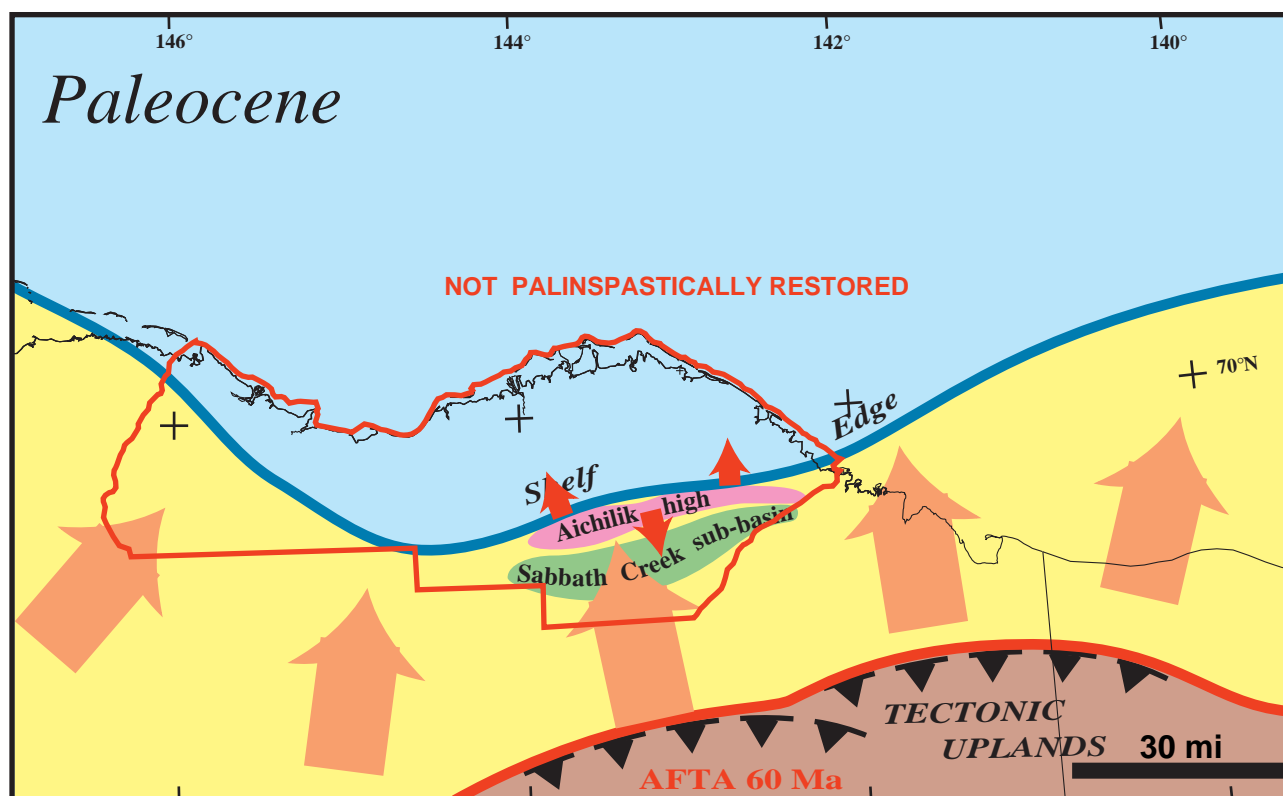 146°
144°
142°
140°
Paleocene
NOT PALINSPASTICALLY RESTORED
70°N
Shelf Edge
Aichilik high
Sabbath Creek sub-basin
TECTONIC
UPLANDS
30 mi
AFTA 60 Ma